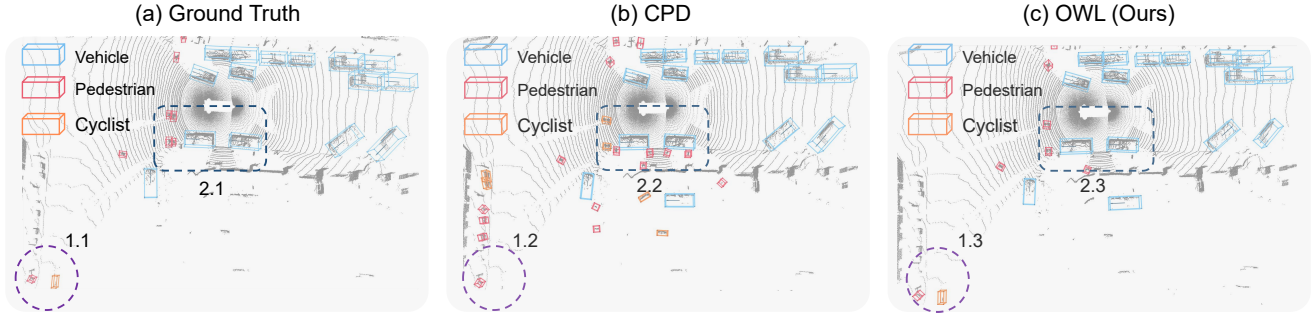 (a) Ground Truth
Vehicle
Pedestrian
Cyclist
2.1
1.1
(b) CPD
Vehicle
Pedestrian
Cyclist
2.2
1.2
(c) OWL (Ours)
Vehicle
Pedestrian
Cyclist
2.3
1.3